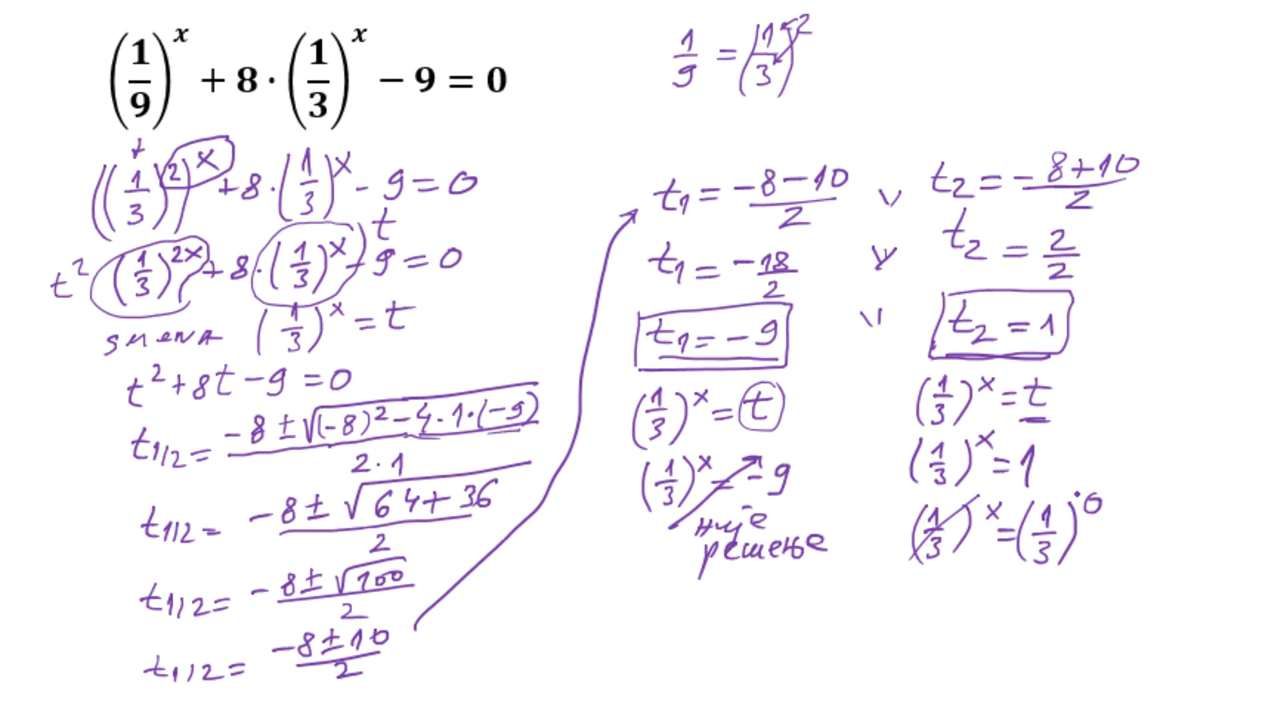 (1/9)^x + 8 · (1/3)^x − 9 = 0
1/9 = (1/3)^2
((1/3)^2)^x + 8 · (1/3)^x − 9 = 0
t
t^2 (1/3)^2x + 8 · (1/3)^x − 9 = 0
smena (1/3)^x = t
t^2 + 8t − 9 = 0
t1/2 = (−8 ± √((−8)^2 − 4 · 1 · (−9))) / (2 · 1)
t1/2 = (−8 ± √(64 + 36)) / 2
t1/2 = (−8 ± √100) / 2
t1/2 = (−8 ± 10) / 2
t1 = (−8 − 10) / 2 ∨ t2 = (−8 + 10) / 2
t1 = −18/2 ∨ t2 = 2/2
t1 = −9 ∨ t2 = 1
(1/3)^x = t
(1/3)^x = −9
није
решење
(1/3)^x = t
(1/3)^x = 1
(1/3)^x = (1/3)^0